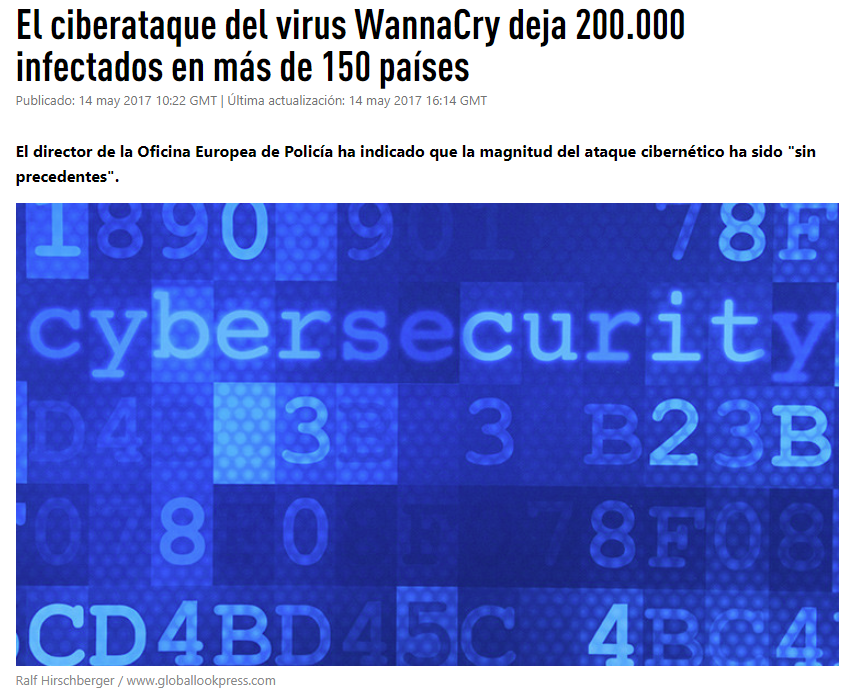 El ciberataque del virus WannaCry deja 200.000
infectados en más de 150 países
Publicado: 14 may 2017 10:22 GMT | Última actualización: 14 may 2017 16:14 GMT
El director de la Oficina Europea de Policía ha indicado que la magnitud del ataque cibernético ha sido "sin
precedentes".
1890 901 78F
cybersecurity
D4 3E 3 B23B
07 8 0 F 78F08
CD4BD45C 4BC4
Ralf Hirschberger / www.globallookpress.com